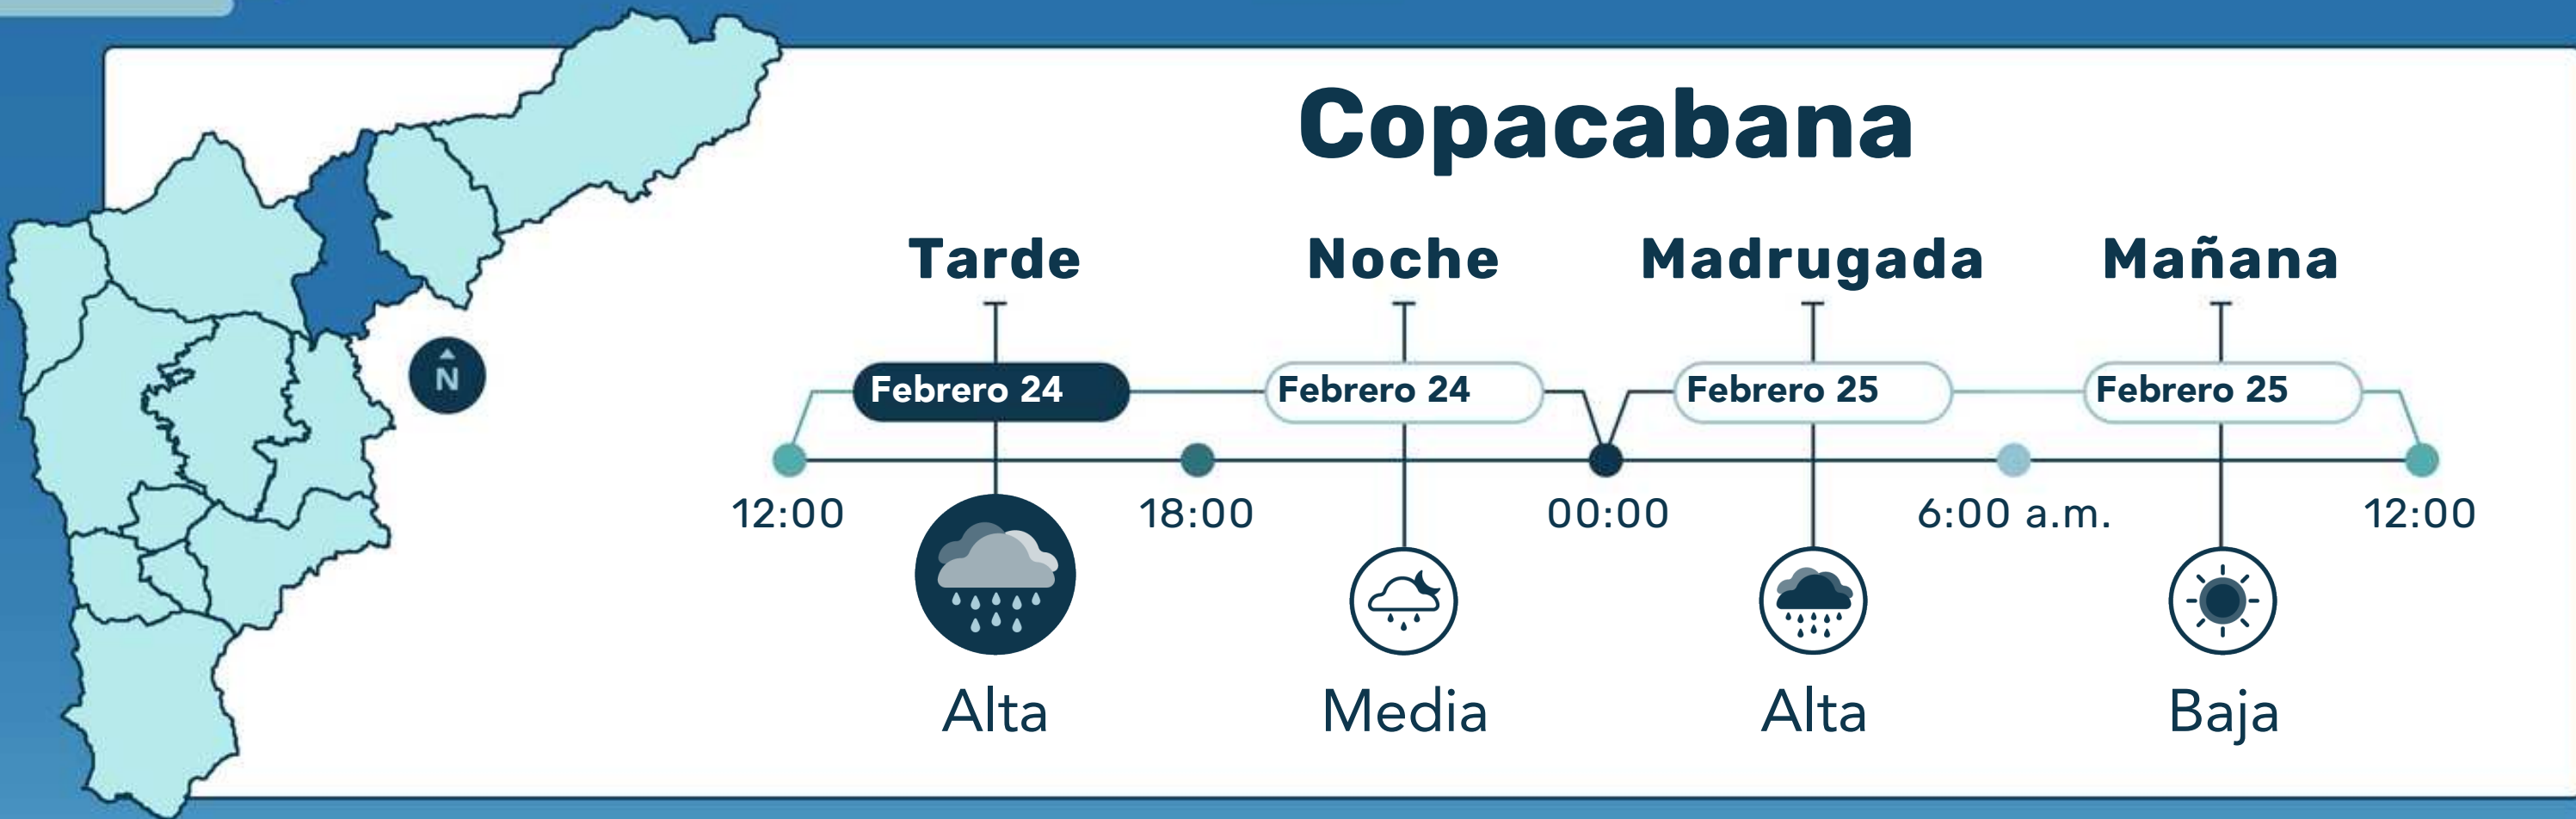 Copacabana
Tarde Noche Madrugada Mañana
N
Febrero 24 Febrero 24 Febrero 25 Febrero 25
12:00 18:00 00:00 6:00 a.m. 12:00
Alta Media Alta Baja